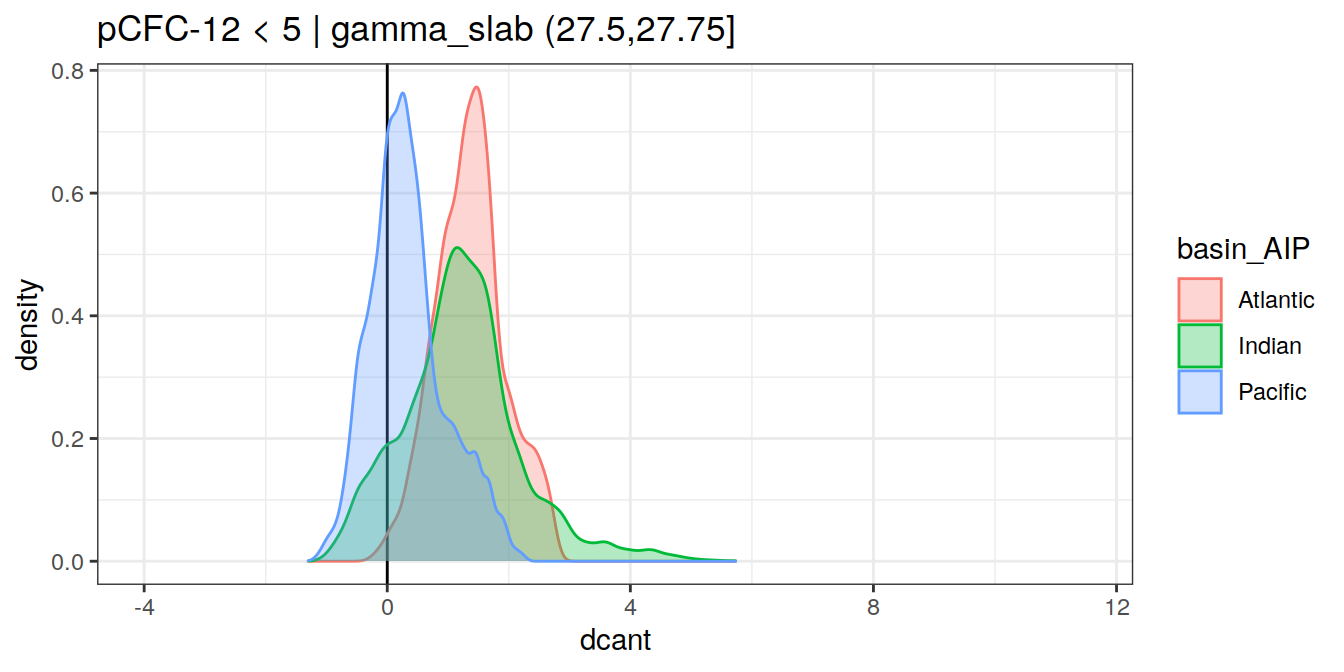 pCFC-12 < 5 | gamma_slab (27.5,27.75]
0.8
0.6
0.4
0.2
0.0
density
-4 0 4 8 12
dcant
basin_AIP
Atlantic
Indian
Pacific